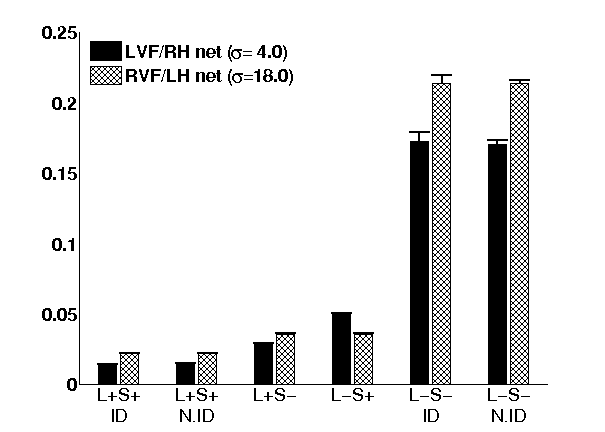 0.25
LVF/RH net (σ= 4.0)
RVF/LH net (σ=18.0)
0.2
0.15
0.1
0.05
0
L+S+ L+S+ L+S− L−S+ L−S− L−S−
ID N.ID ID N.ID